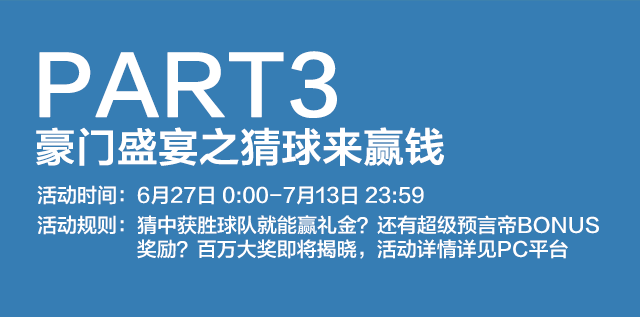 PART3
豪门盛宴之猜球来赢钱
活动时间：6月27日 0:00-7月13日 23:59
活动规则：猜中获胜球队就能赢礼金？还有超级预言帝BONUS
奖励？百万大奖即将揭晓，活动详情详见PC平台